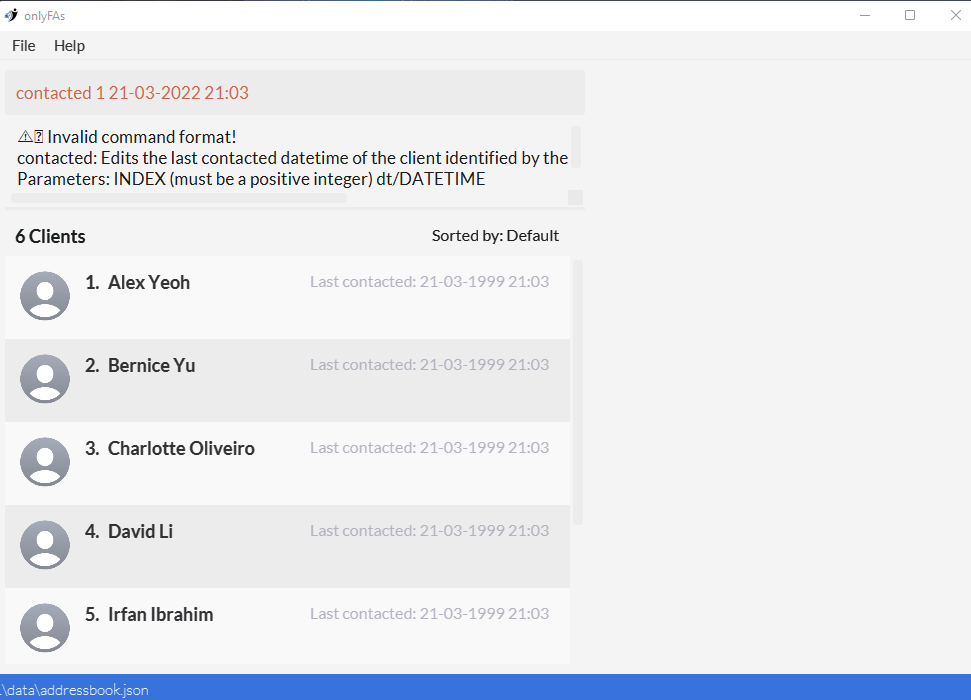 onlyFAs
File Help
contacted 1 21-03-2022 21:03
⚠ Invalid command format!
contacted: Edits the last contacted datetime of the client identified by the
Parameters: INDEX (must be a positive integer) dt/DATETIME
6 Clients Sorted by: Default
1. Alex Yeoh Last contacted: 21-03-1999 21:03
2. Bernice Yu Last contacted: 21-03-1999 21:03
3. Charlotte Oliveiro Last contacted: 21-03-1999 21:03
4. David Li Last contacted: 21-03-1999 21:03
5. Irfan Ibrahim Last contacted: 21-03-1999 21:03
.\data\addressbook.json